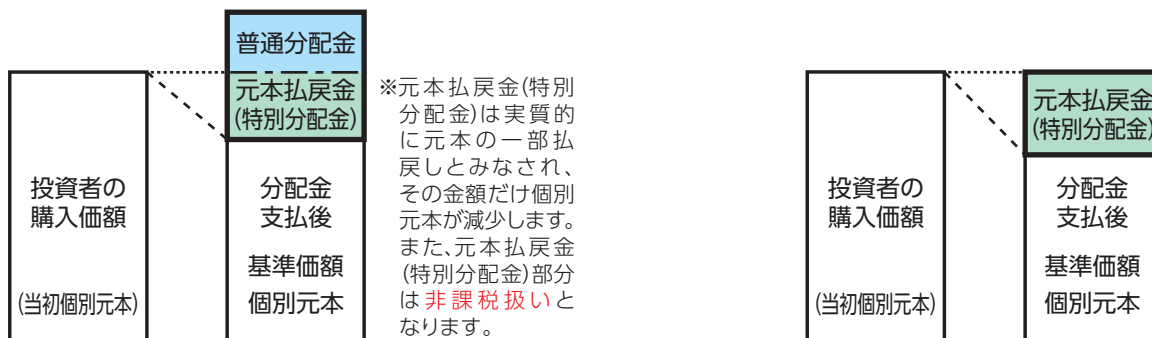 普通分配金
元本払戻金
(特別分配金)
投資者の
購入価額
(当初個別元本)
分配金
支払後
基準価額
個別元本
※元本払戻金(特別
分配金)は実質的
に元本の一部払
戻しとみなされ、
その金額だけ個別
元本が減少します。
また、元本払戻金
(特別分配金)部分
は非課税扱いと
なります。
投資者の
購入価額
(当初個別元本)
元本払戻金
(特別分配金)
分配金
支払後
基準価額
個別元本